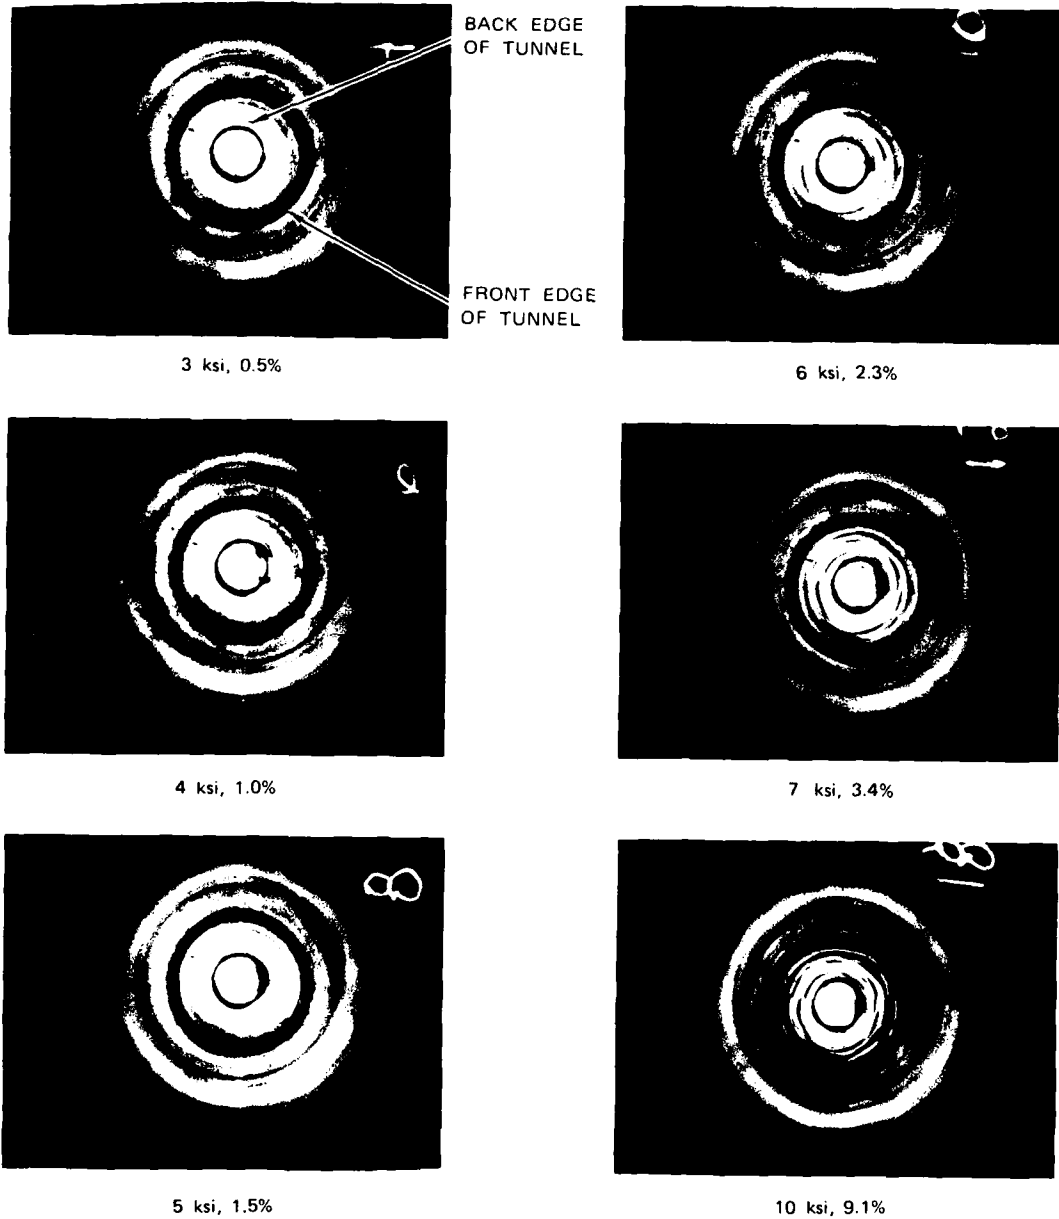 BACK EDGE
OF TUNNEL
FRONT EDGE
OF TUNNEL
3 ksi, 0.5%
6 ksi, 2.3%
4 ksi, 1.0%
7 ksi, 3.4%
5 ksi, 1.5%
10 ksi, 9.1%